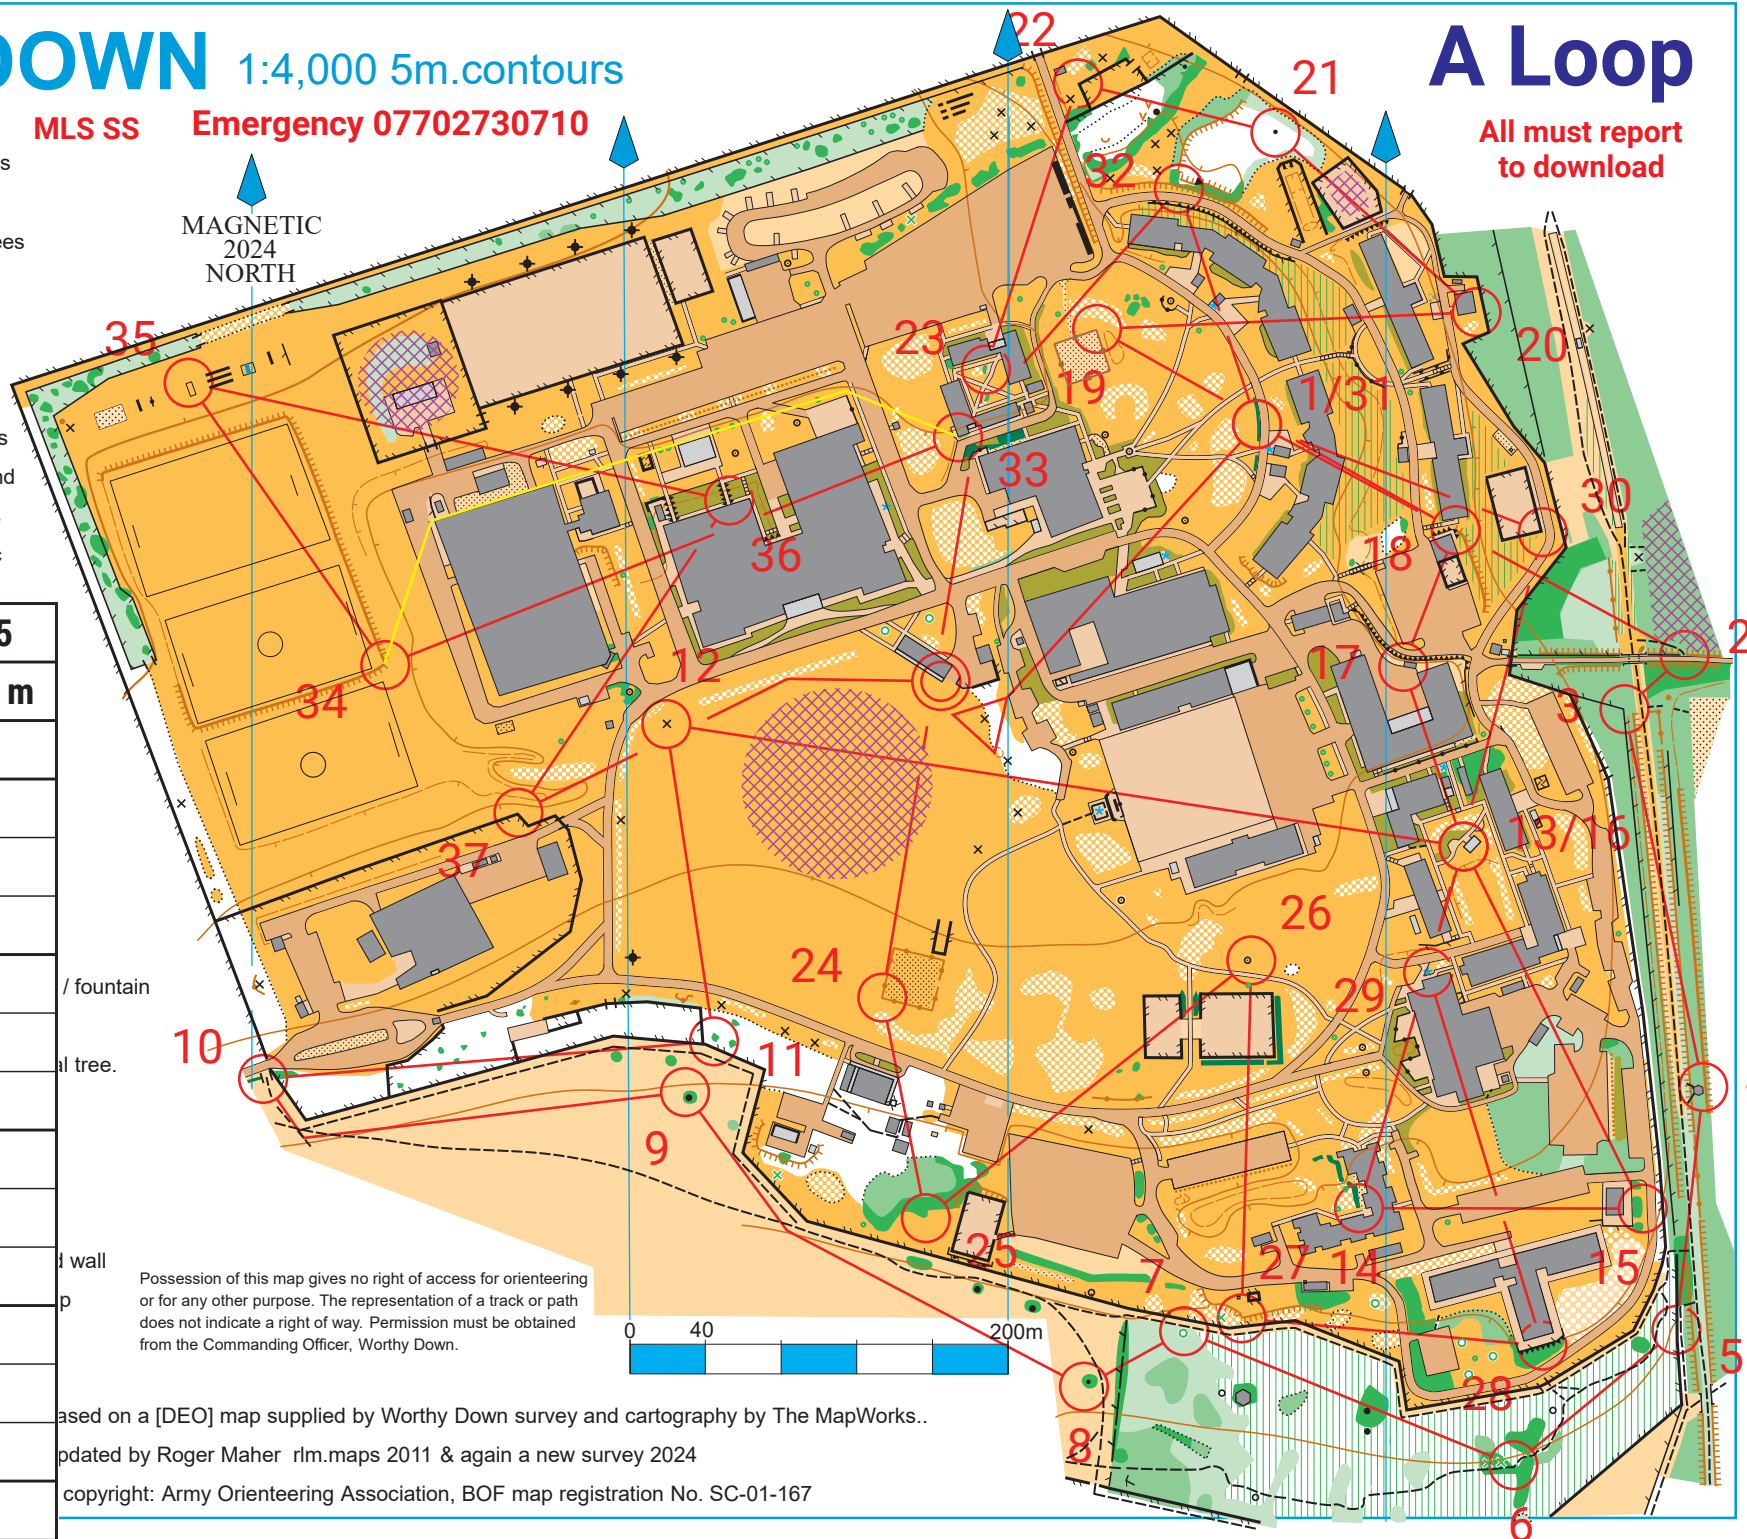 DOWN 1:4,000 5m.contours
A Loop
MLS SS
Emergency 07702730710
All must report
to download
MAGNETIC
2024
NORTH
s
ees
s
nd
5
m
/ fountain
al tree.
d wall
p
22
21
32
35
23
20
19
1/31
33
30
36
18
12
17
2
34
3
13/16
37
26
24
29
10
11
9
25
7
27
14
15
5
28
8
6
Possession of this map gives no right of access for orienteering
or for any other purpose. The representation of a track or path
does not indicate a right of way. Permission must be obtained
from the Commanding Officer, Worthy Down.
0 40 200m
ased on a [DEO] map supplied by Worthy Down survey and cartography by The MapWorks..
pdated by Roger Maher rlm.maps 2011 & again a new survey 2024
copyright: Army Orienteering Association, BOF map registration No. SC-01-167